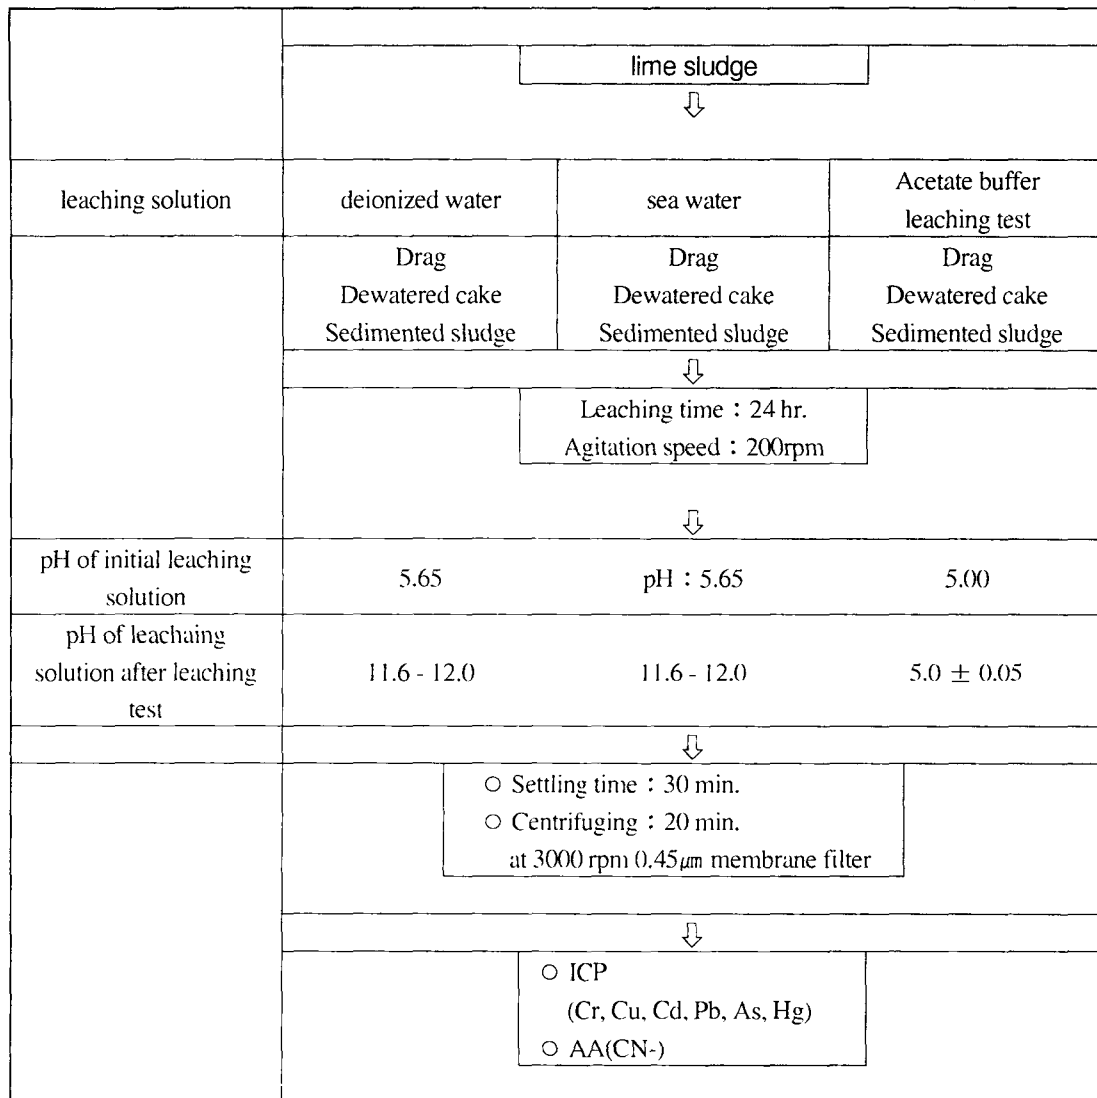 lime sludge
⇩
leaching solution
deionized water
sea water
Acetate buffer
leaching test
Drag
Dewatered cake
Sedimented sludge
Drag
Dewatered cake
Sedimented sludge
Drag
Dewatered cake
Sedimented sludge
⇩
Leaching time : 24 hr.
Agitation speed : 200rpm
⇩
pH of initial leaching
solution
5.65
pH : 5.65
5.00
pH of leachaing
solution after leaching
test
11.6 - 12.0
11.6 - 12.0
5.0 ± 0.05
⇩
○ Settling time : 30 min.
○ Centrifuging : 20 min.
at 3000 rpm 0.45μm membrane filter
⇩
○ ICP
(Cr, Cu, Cd, Pb, As, Hg)
○ AA(CN-)